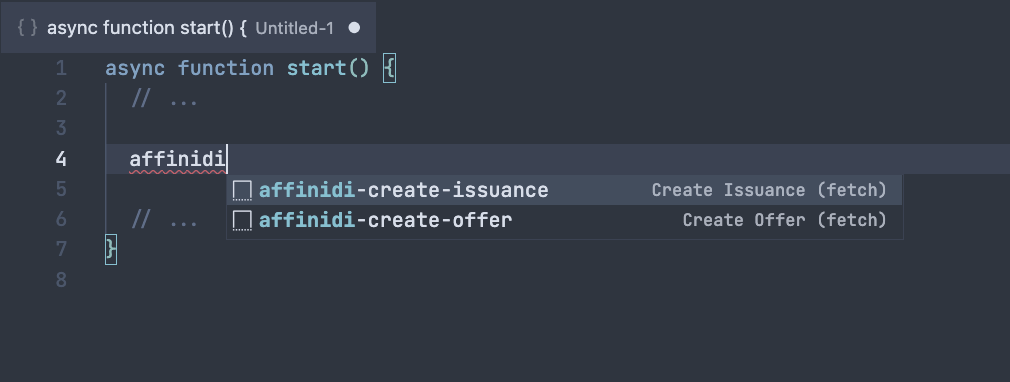 { } async function start() { Untitled-1 ●
1 async function start() {
2 // ...
3
4 affinidi
5 affinidi-create-issuance Create Issuance (fetch)
6 // ... affinidi-create-offer Create Offer (fetch)
7 }
8